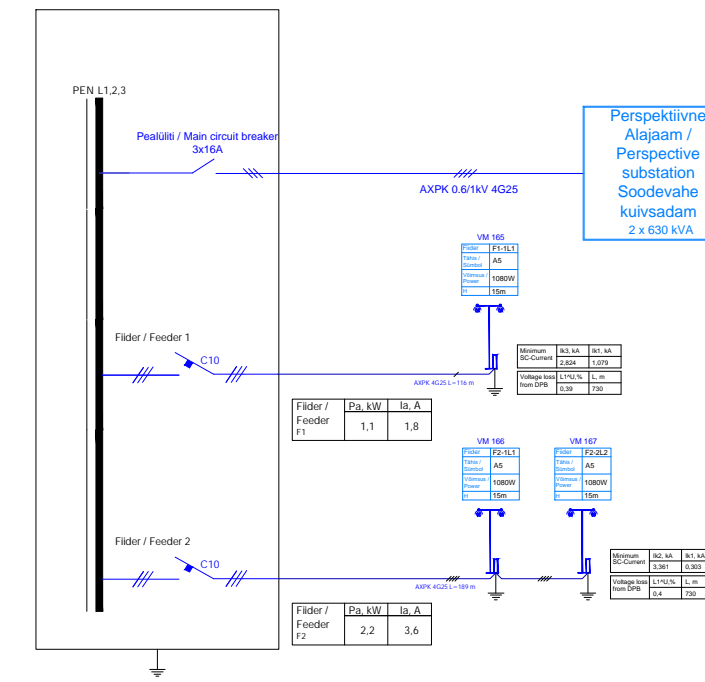 PEN L1,2,3
Pealüliti / Main circuit breaker
3x16A
AXPK 0.6/1kV 4G25
Perspektiivne
Alajaam /
Perspective
substation
Soodevahe
kuivsadam
2 x 630 kVA
VM 165
Fiider F1-1L1
Tähis / Sümbol A5
Võimsus / Power 1080W
H 15m
Minimum SC-Current Ik3, kA Ik1, kA
2,824 1,079
Voltage loss from DPB L1^U,% L, m
0,39 730
Fiider / Feeder 1
C10
AXPK 4G25 L=116 m
Fiider / Feeder F1 Pa, kW Ia, A
1,1 1,8
VM 166
Fiider F2-1L1
Tähis / Sümbol A5
Võimsus / Power 1080W
H 15m
VM 167
Fiider F2-2L2
Tähis / Sümbol A5
Võimsus / Power 1080W
H 15m
Minimum SC-Current Ik2, kA Ik1, kA
3,361 0,303
Voltage loss from DPB L1^U,% L, m
0,4 730
Fiider / Feeder 2
C10
AXPK 4G25 L=189 m
Fiider / Feeder F2 Pa, kW Ia, A
2,2 3,6